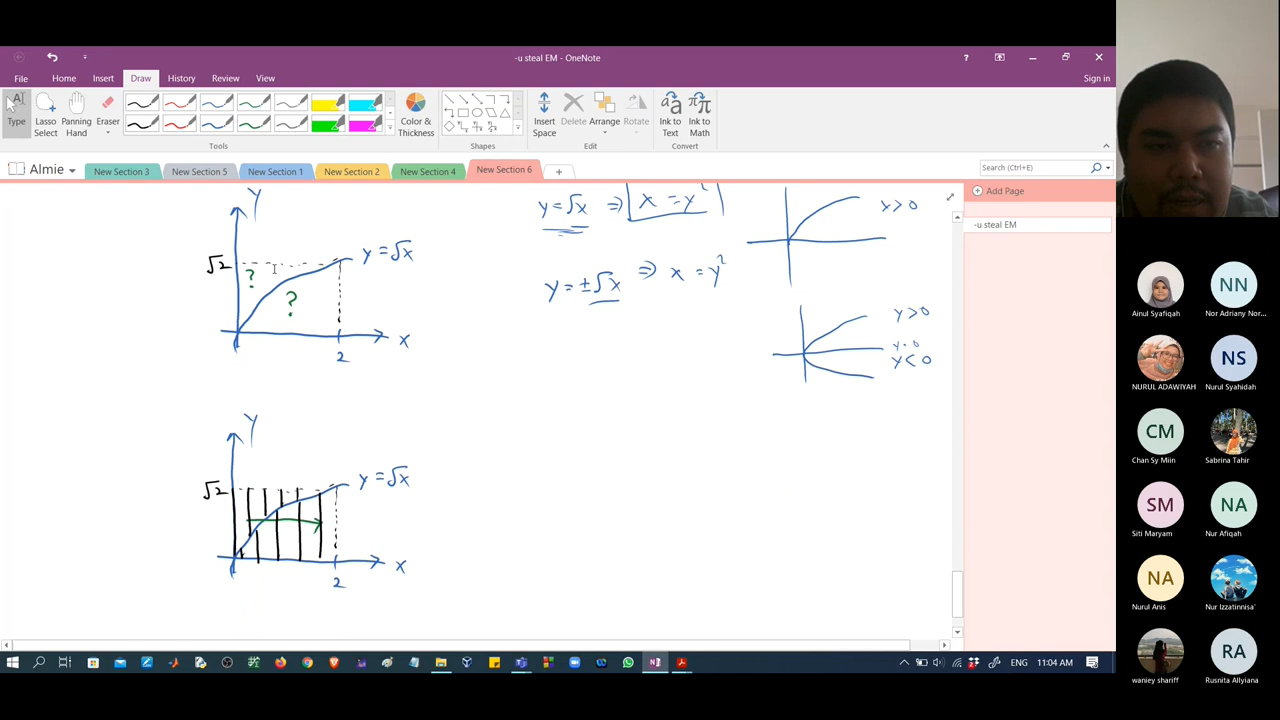 -u steal EM - OneNote
?
File Home Insert Draw History Review View
Sign in
Type
Lasso Select
Panning Hand
Eraser
Color & Thickness
Insert Space
Delete
Arrange
Rotate
Ink to Text
Ink to Math
Tools
Shapes
Edit
Convert
Almie
New Section 3
New Section 5
New Section 1
New Section 2
New Section 4
New Section 6
Search (Ctrl+E)
Add Page
-u steal EM
Y
√2
?
?
y = √x
x
2
y = √x ⇒ x = y²
y = ±√x ⇒ x = y²
x > 0
y > 0
y < 0
Y
√2
y = √x
x
2
ENG 11:04 AM
Ainul Syafiqah
NN
Nor Adriany Nor...
NURUL ADAWIYAH
NS
Nurul Syahidah
CM
Chan Sy Miin
Sabrina Tahir
SM
Siti Maryam
NA
Nur Afiqah
NA
Nurul Anis
Nur Izzatinnisa'
waniey shariff
RA
Rusnita Allyiana